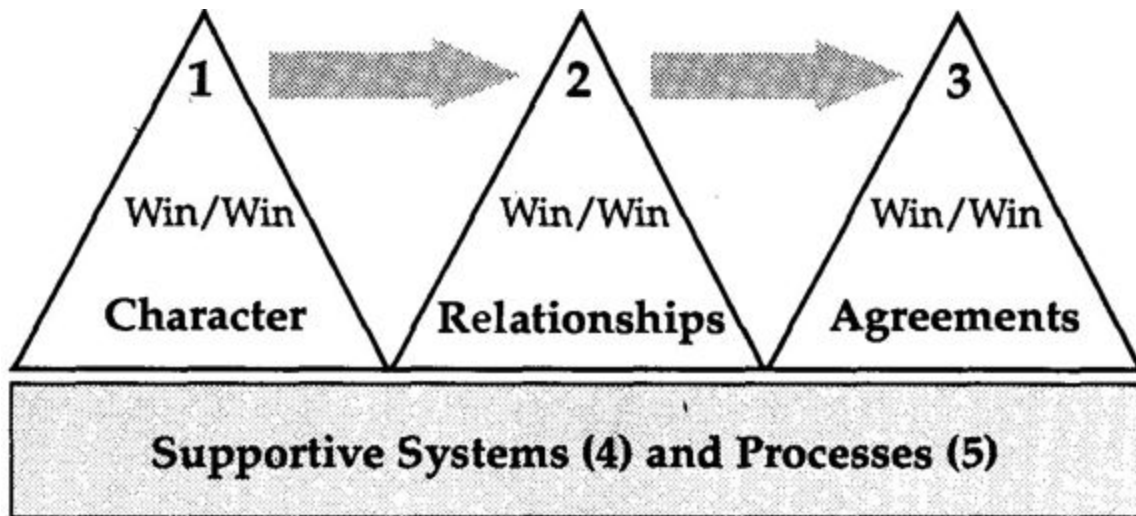 1
2
3
Win/Win
Win/Win
Win/Win
Character
Relationships
Agreements
Supportive Systems (4) and Processes (5)